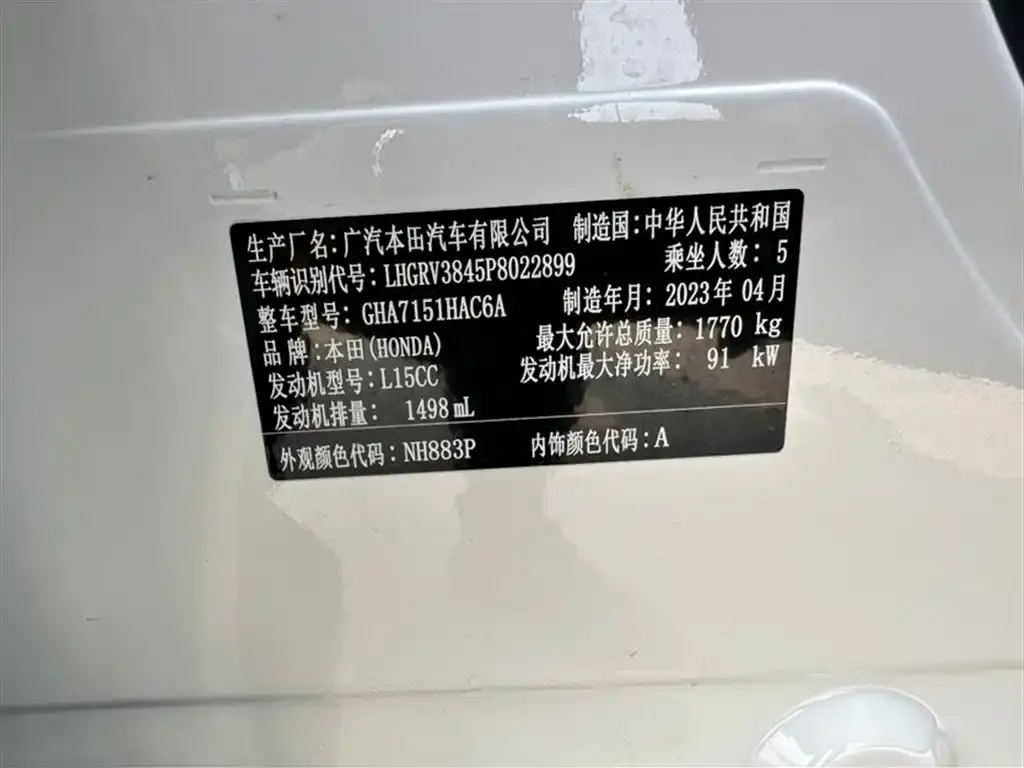 生产厂名:广汽本田汽车有限公司 制造国:中华人民共和国
车辆识别代号:LHGRV3845P8022899 乘坐人数: 5
整车型号: GHA7151HAC6A 制造年月: 2023年 04月
品牌:本田(HONDA) 最大允许总质量: 1770 kg
发动机型号: L15CC 发动机最大净功率: 91 kW
发动机排量: 1498 mL
外观颜色代码: NH883P 内饰颜色代码: A